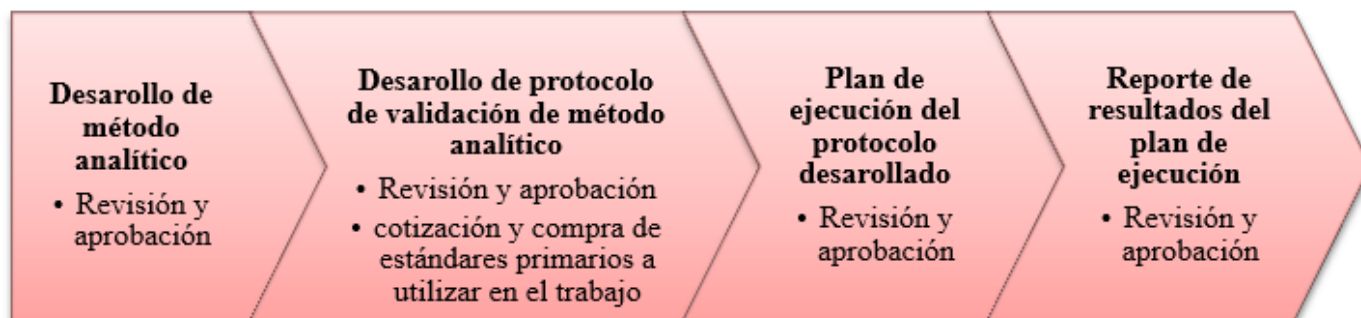 Desarollo de
método
analítico
• Revisión y
aprobación
Desarollo de protocolo
de validación de método
analítico
• Revisión y aprobación
• cotización y compra de
estándares primarios a
utilizar en el trabajo
Plan de
ejecución del
protocolo
desarollado
• Revisión y
aprobación
Reporte de
resultados del
plan de
ejecución
• Revisión y
aprobación